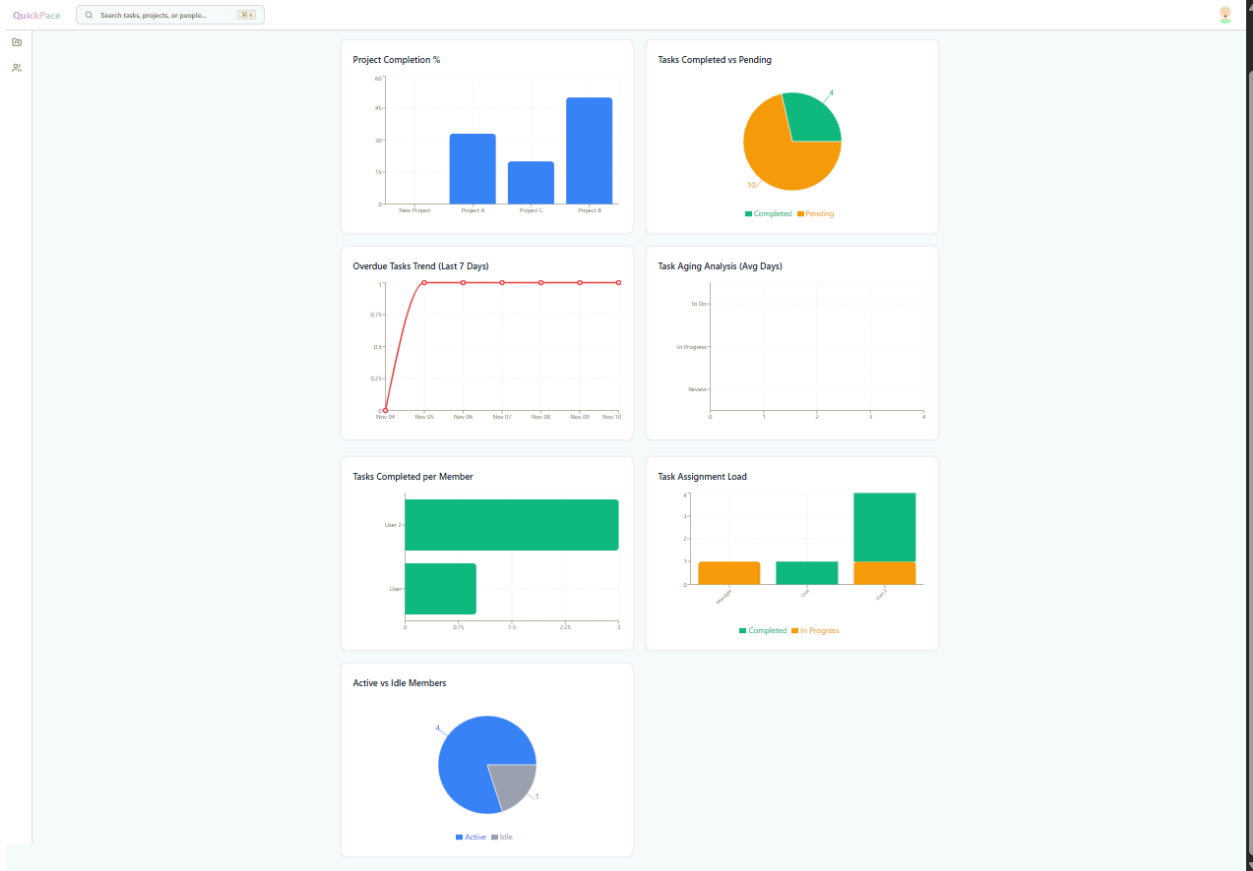 QuickPace
Search tasks, projects, or people...
⌘ k
Project Completion %
60
45
30
15
0
New Project Project A Project C Project B
Tasks Completed vs Pending
4
10
Completed Pending
Overdue Tasks Trend (Last 7 Days)
1
0.75
0.5
0.25
0
Nov 04 Nov 05 Nov 06 Nov 07 Nov 08 Nov 09 Nov 10
Task Aging Analysis (Avg Days)
To Do
In Progress
Review
0 1 2 3 4
Tasks Completed per Member
User 2
User
0 0.75 1.5 2.25 3
Task Assignment Load
4
3
2
1
0
Manager User User 2
Completed In Progress
Active vs Idle Members
4
1
Active Idle